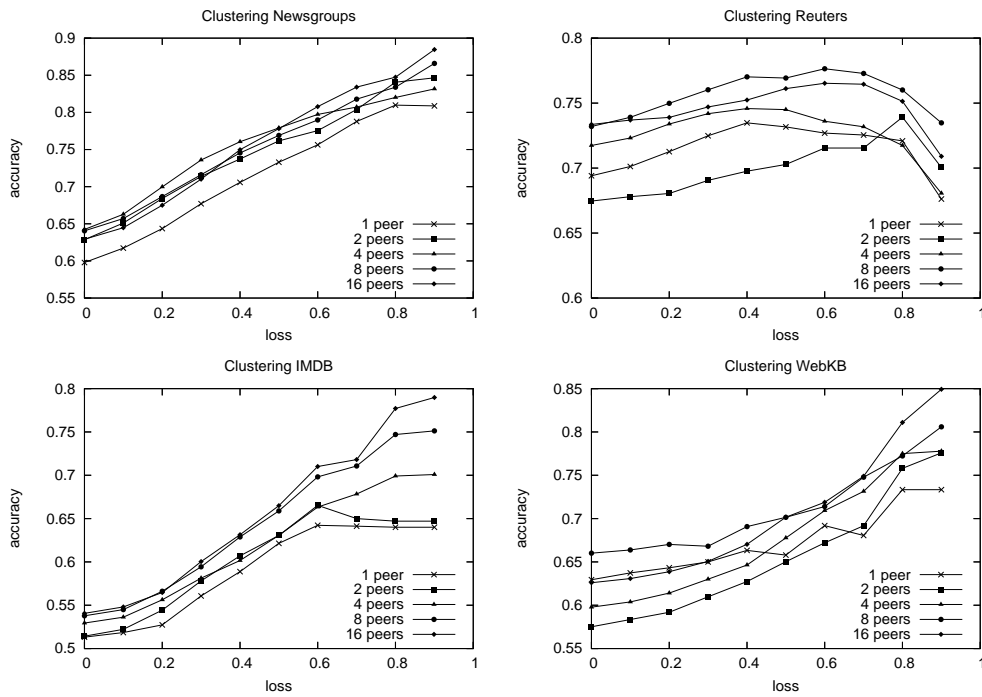 Clustering Newsgroups
0.9
0.85
0.8
0.75
0.7
0.65
0.6
0.55
accuracy
0 0.2 0.4 0.6 0.8 1
loss
1 peer
2 peers
4 peers
8 peers
16 peers
Clustering Reuters
0.8
0.75
0.7
0.65
0.6
accuracy
0 0.2 0.4 0.6 0.8 1
loss
1 peer
2 peers
4 peers
8 peers
16 peers
Clustering IMDB
0.8
0.75
0.7
0.65
0.6
0.55
0.5
accuracy
0 0.2 0.4 0.6 0.8 1
loss
1 peer
2 peers
4 peers
8 peers
16 peers
Clustering WebKB
0.85
0.8
0.75
0.7
0.65
0.6
0.55
accuracy
0 0.2 0.4 0.6 0.8 1
loss
1 peer
2 peers
4 peers
8 peers
16 peers